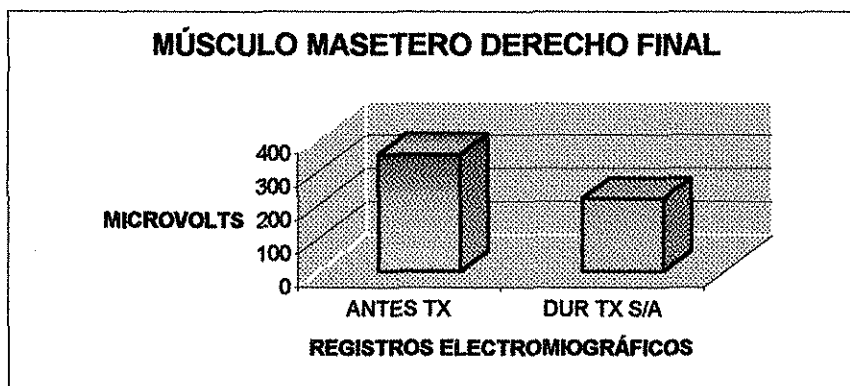 MÚSCULO MASETERO DERECHO FINAL
400
300
MICROVOLTS 200
100
0
ANTES TX DUR TX S/A
REGISTROS ELECTROMIOGRÁFICOS